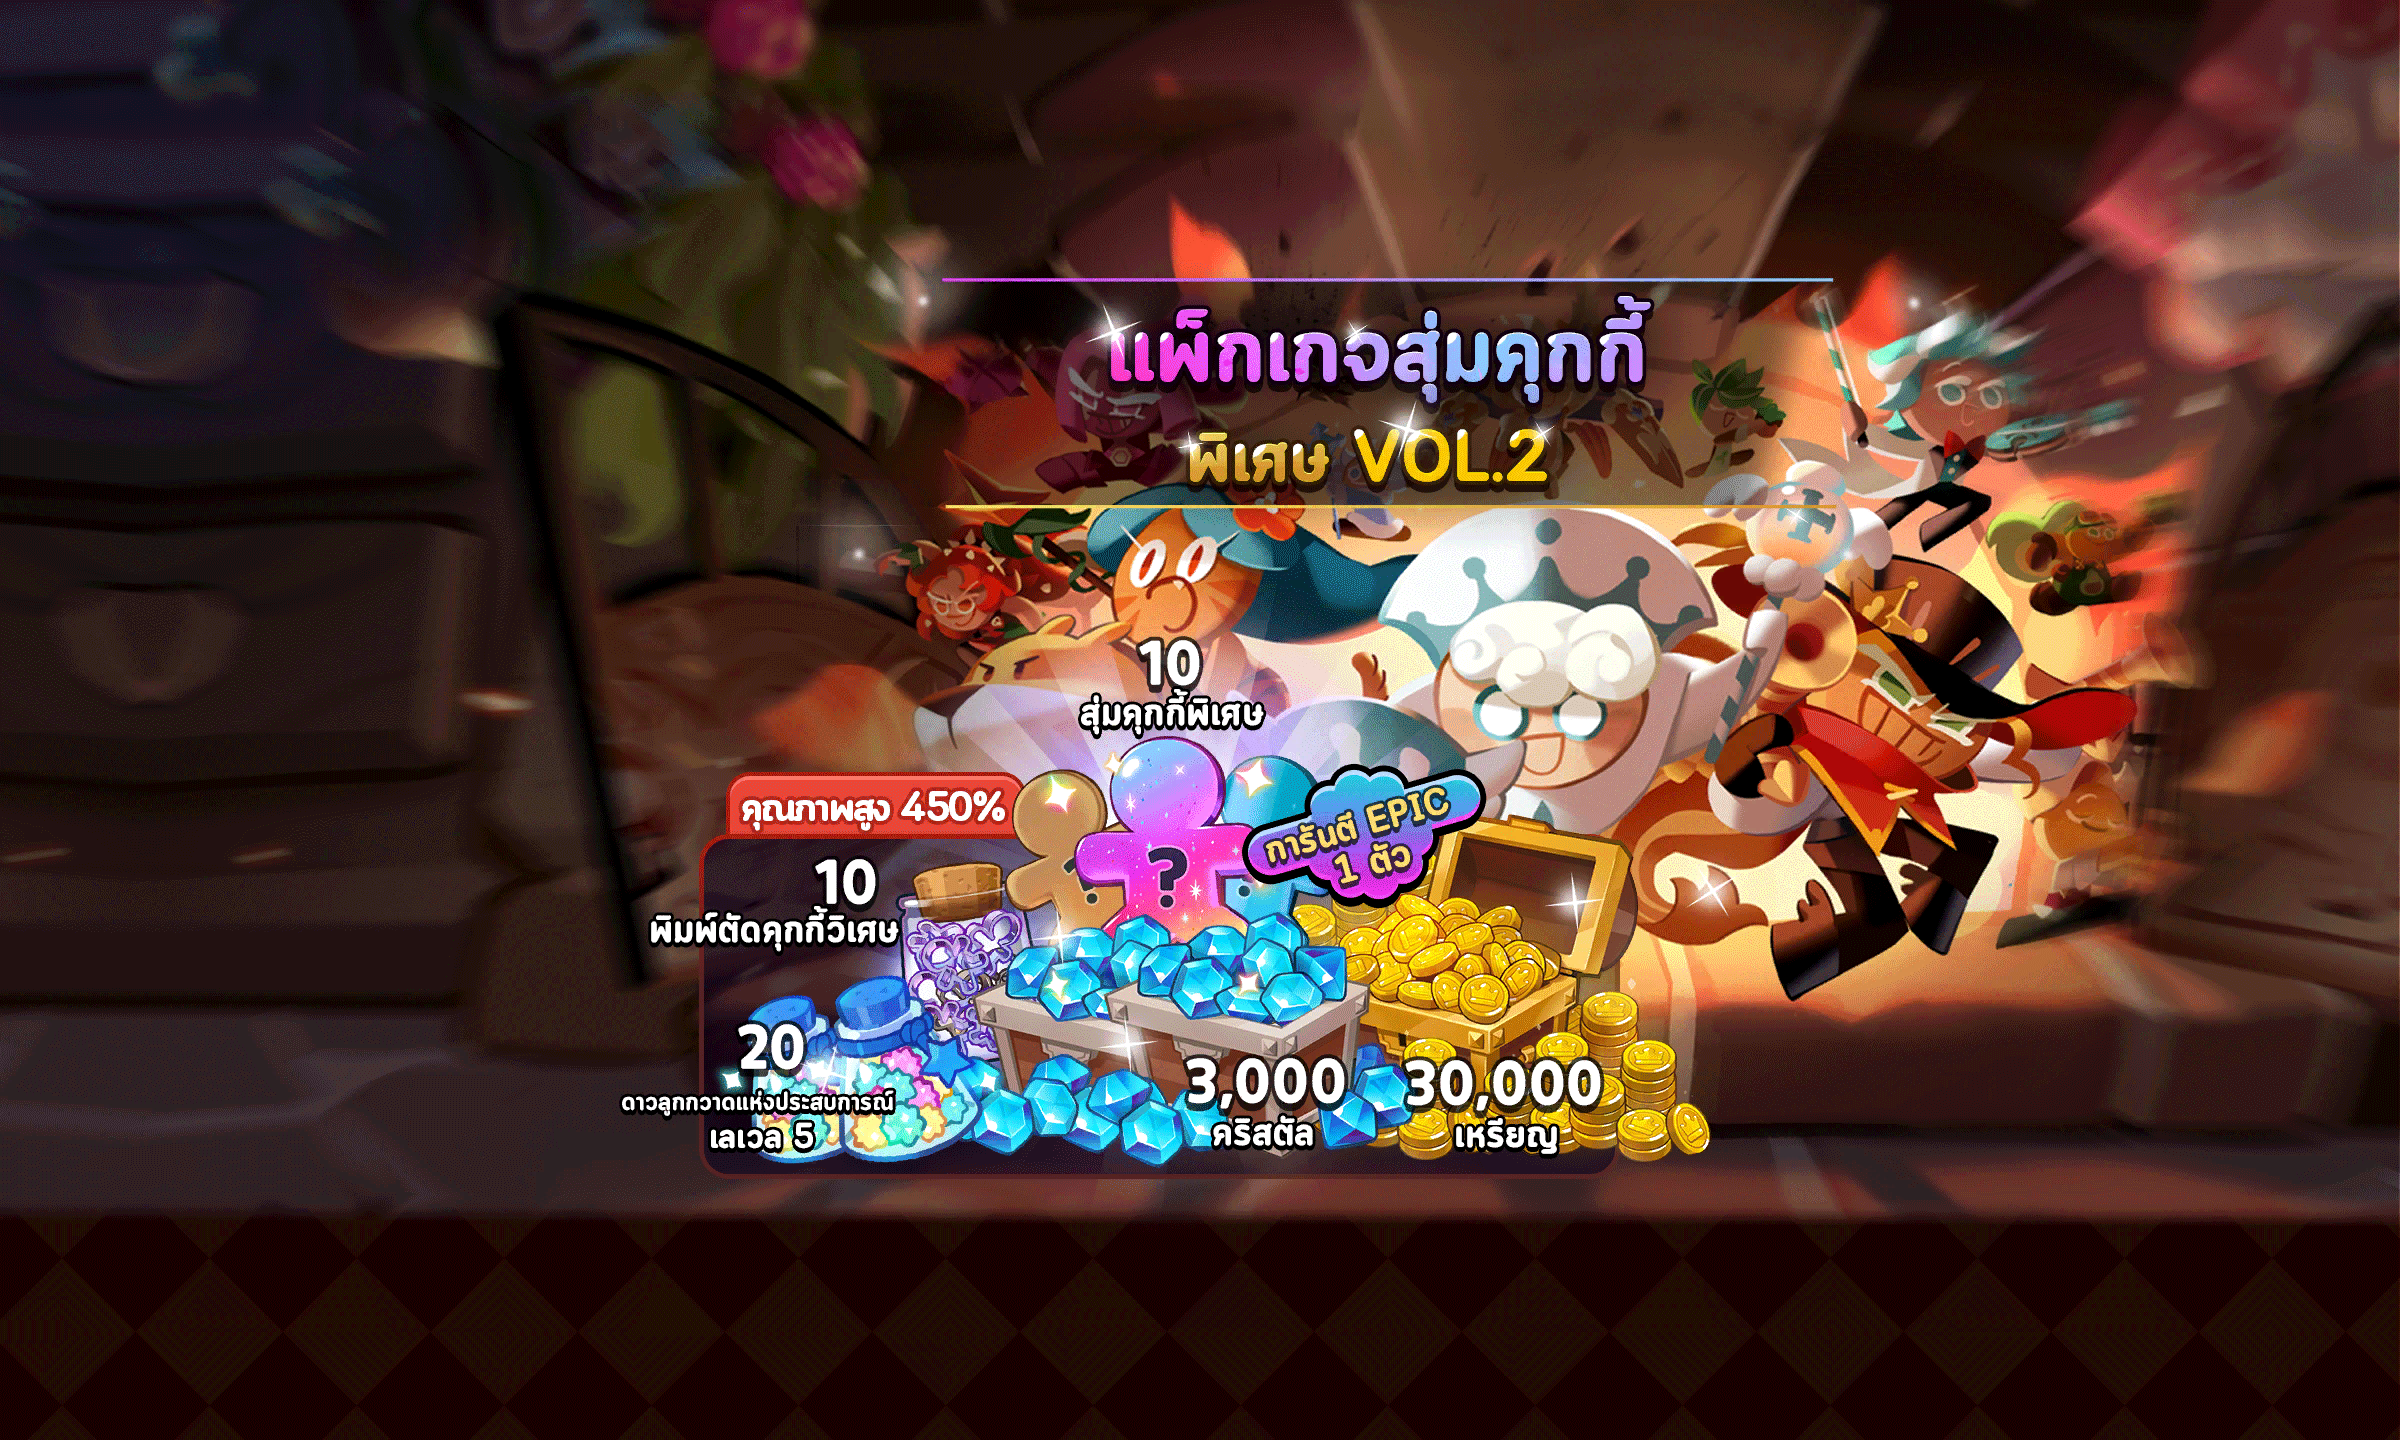 แพ็กเกจสุ่มคุกกี้
พิเศษ VOL.2
10
สุ่มคุกกี้พิเศษ
คุณภาพสูง 450%
การันตี EPIC
1 ตัว
10
พิมพ์ตัดคุกกี้วิเศษ
20
ดาวลูกกวาดแห่งประสบการณ์
เลเวล 5
3,000
คริสตัล
30,000
เหรียญ